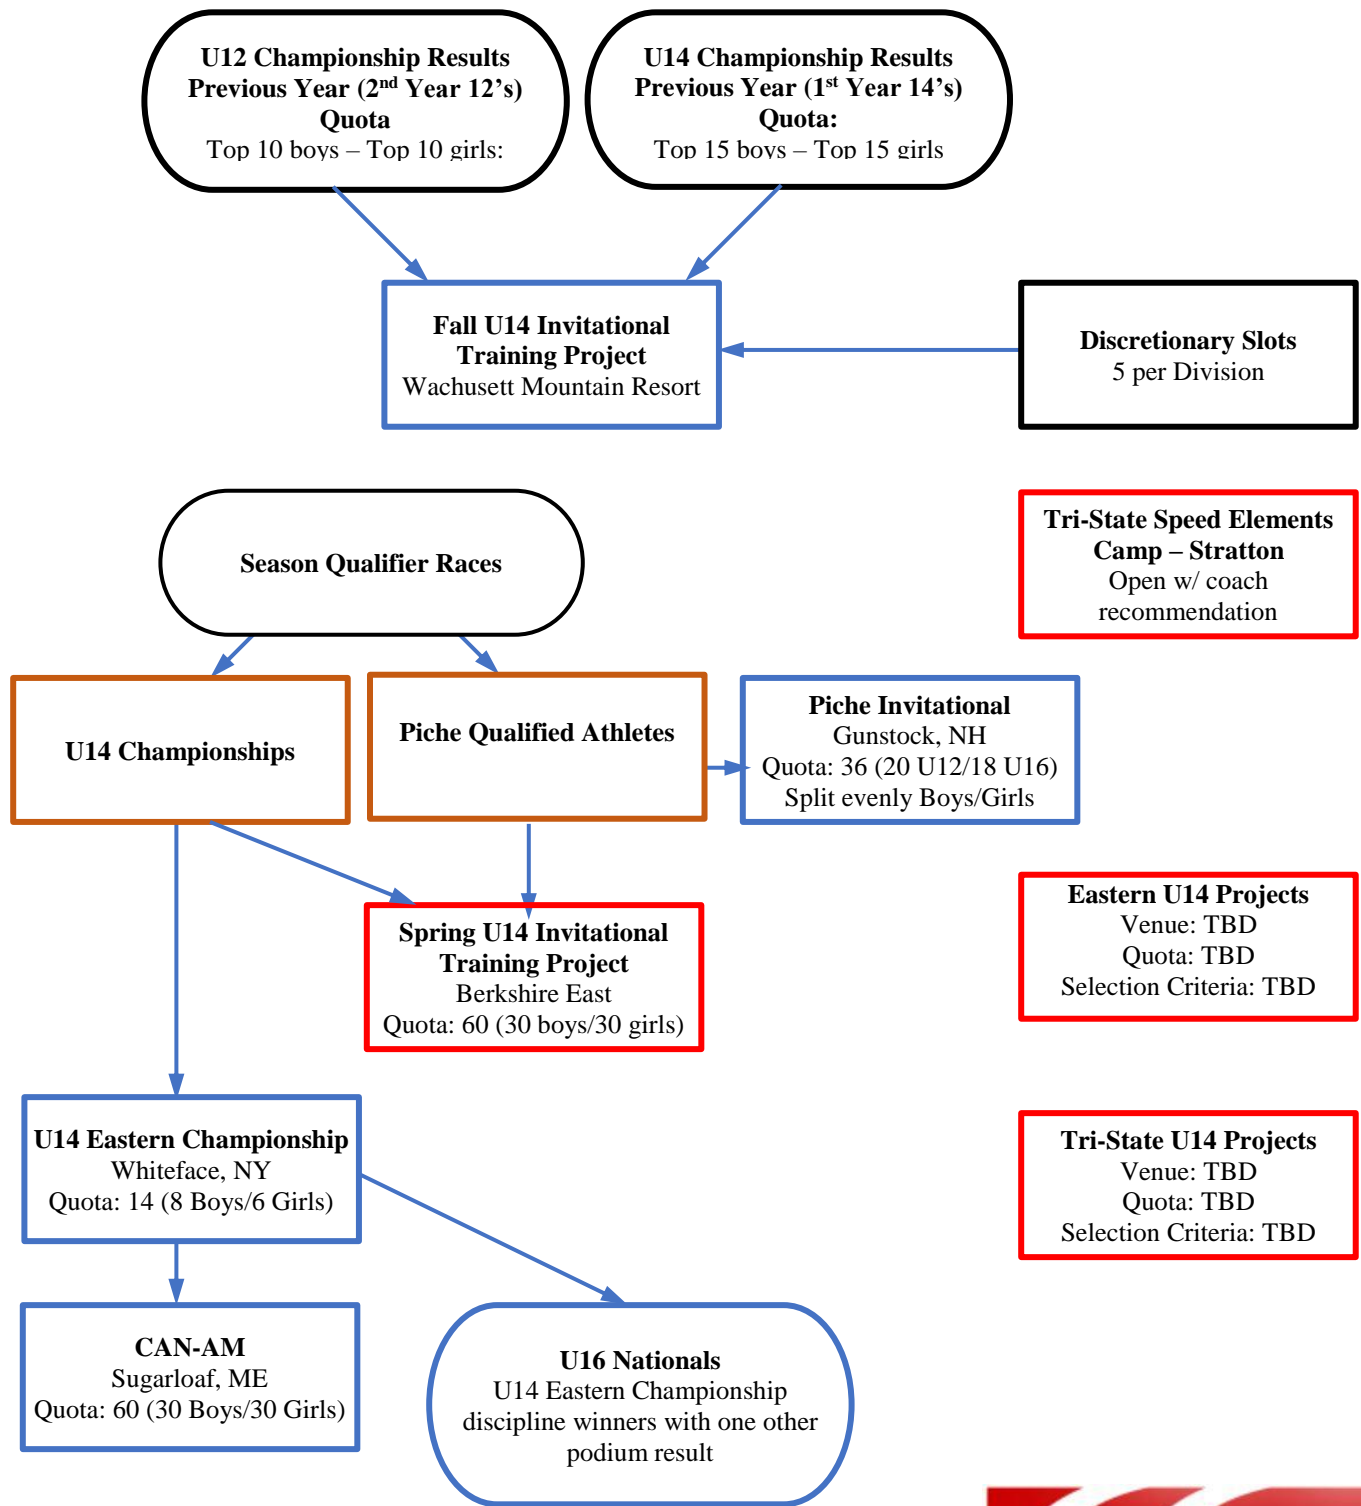 U12 Championship Results
Previous Year (2nd Year 12’s)
Quota
Top 10 boys – Top 10 girls:
U14 Championship Results
Previous Year (1st Year 14’s)
Quota:
Top 15 boys – Top 15 girls
Fall U14 Invitational
Training Project
Wachusett Mountain Resort
Discretionary Slots
5 per Division
Season Qualifier Races
Tri-State Speed Elements
Camp – Stratton
Open w/ coach
recommendation
U14 Championships
Piche Qualified Athletes
Piche Invitational
Gunstock, NH
Quota: 36 (20 U12/18 U16)
Split evenly Boys/Girls
Spring U14 Invitational
Training Project
Berkshire East
Quota: 60 (30 boys/30 girls)
Eastern U14 Projects
Venue: TBD
Quota: TBD
Selection Criteria: TBD
U14 Eastern Championship
Whiteface, NY
Quota: 14 (8 Boys/6 Girls)
Tri-State U14 Projects
Venue: TBD
Quota: TBD
Selection Criteria: TBD
CAN-AM
Sugarloaf, ME
Quota: 60 (30 Boys/30 Girls)
U16 Nationals
U14 Eastern Championship
discipline winners with one other
podium result